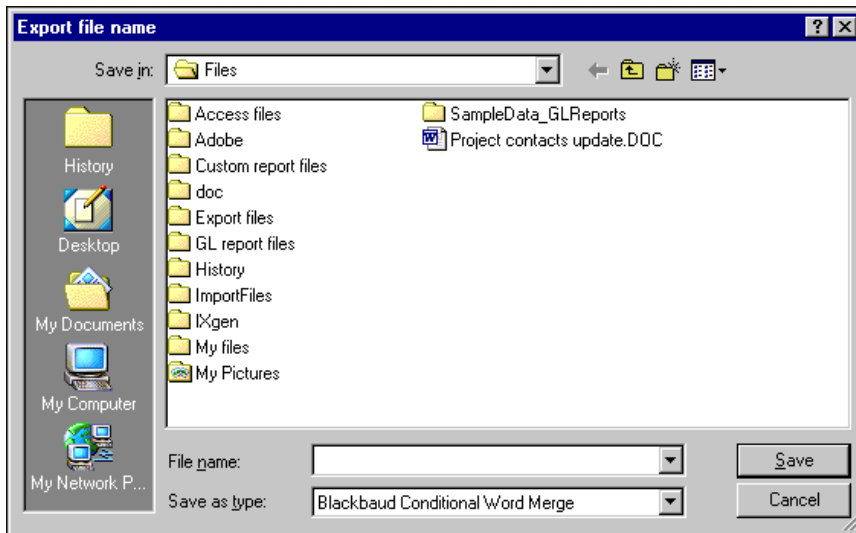 Export file name
Save in: Files
History
Desktop
My Documents
My Computer
My Network P...
Access files
Adobe
Custom report files
doc
Export files
GL report files
History
ImportFiles
IXgen
My files
My Pictures
SampleData_GLReports
Project contacts update.DOC
File name:
Save
Save as type: Blackbaud Conditional Word Merge
Cancel